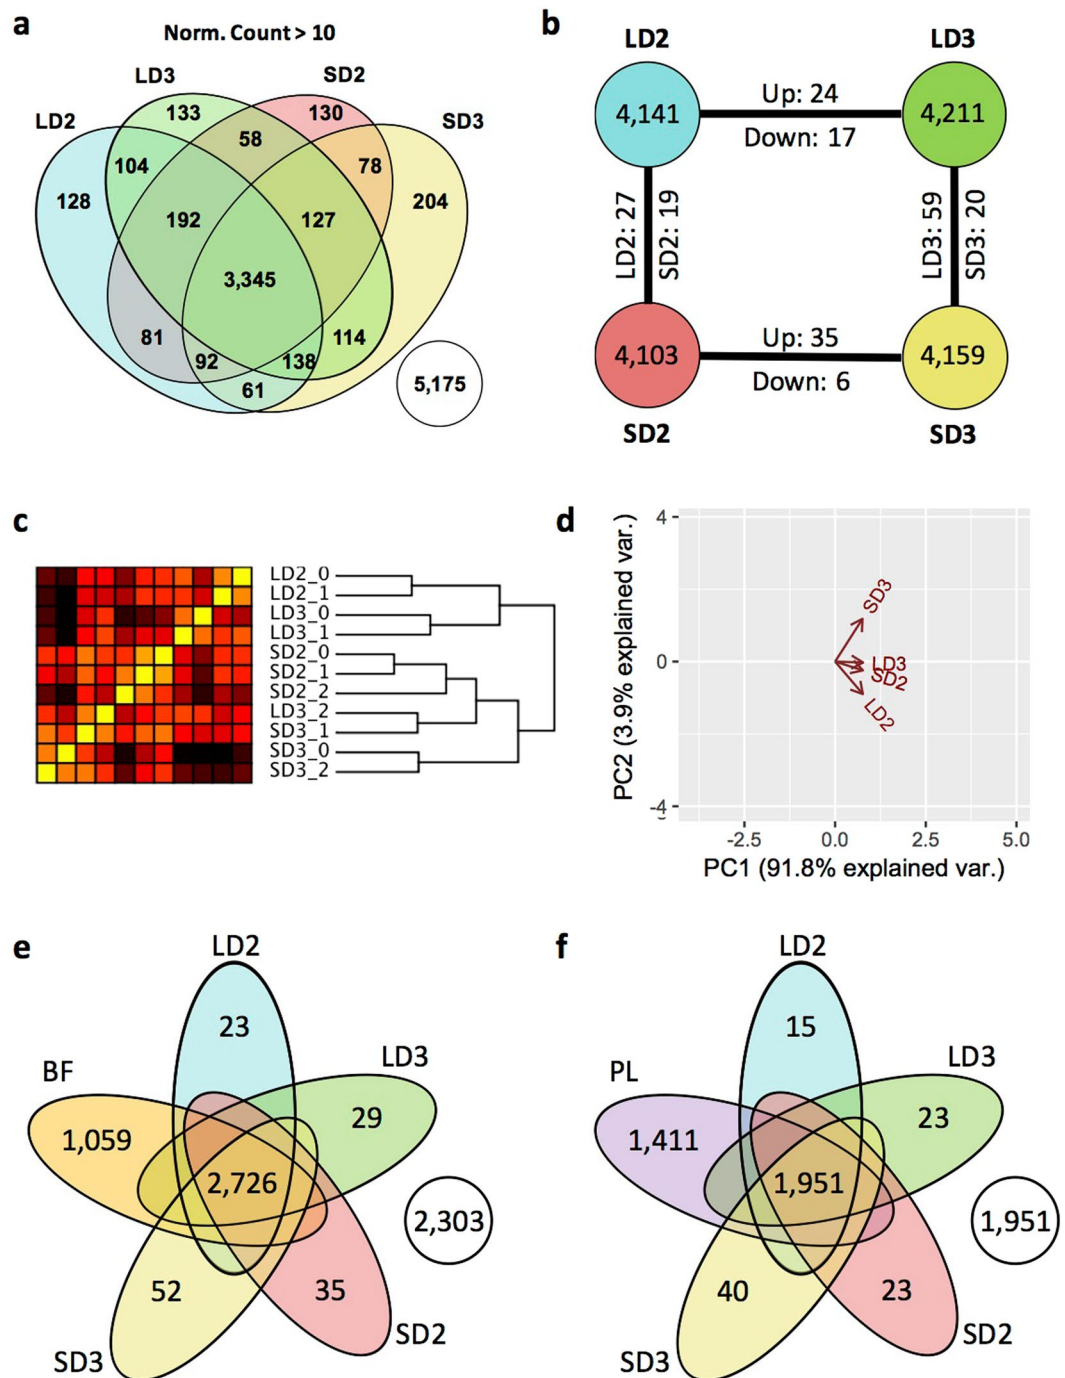 a
Norm. Count > 10
LD3
SD2
LD2
SD3
133
130
58
104
78
128
204
192
127
3,345
81
114
92
138
61
5,175
b
LD2
LD3
4,141
Up: 24
Down: 17
4,211
LD2: 27
SD2: 19
LD3: 59
SD3: 20
4,103
Up: 35
Down: 6
4,159
SD2
SD3
c
LD2_0
LD2_1
LD3_0
LD3_1
SD2_0
SD2_1
SD2_2
LD3_2
SD3_1
SD3_0
SD3_2
d
PC2 (3.9% explained var.)
4
0
-4
SD3
LD3
SD2
LD2
-2.5
0.0
2.5
5.0
PC1 (91.8% explained var.)
e
LD2
23
BF
LD3
1,059
29
2,726
2,303
52
35
SD3
SD2
f
LD2
15
PL
LD3
1,411
23
1,951
1,951
40
23
SD3
SD2